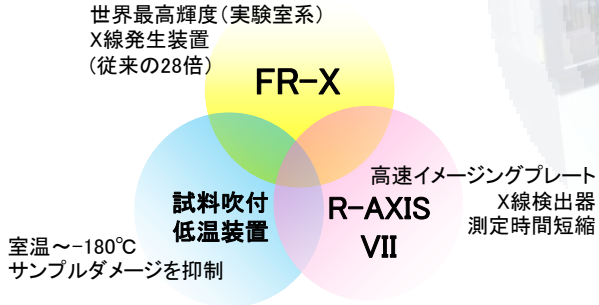 世界最高輝度（実験室系）
X線発生装置
（従来の28倍）
FR-X
高速イメージングプレート
X線検出器
測定時間短縮
R-AXIS
VII
試料吹付
低温装置
室温～-180℃
サンプルダメージを抑制